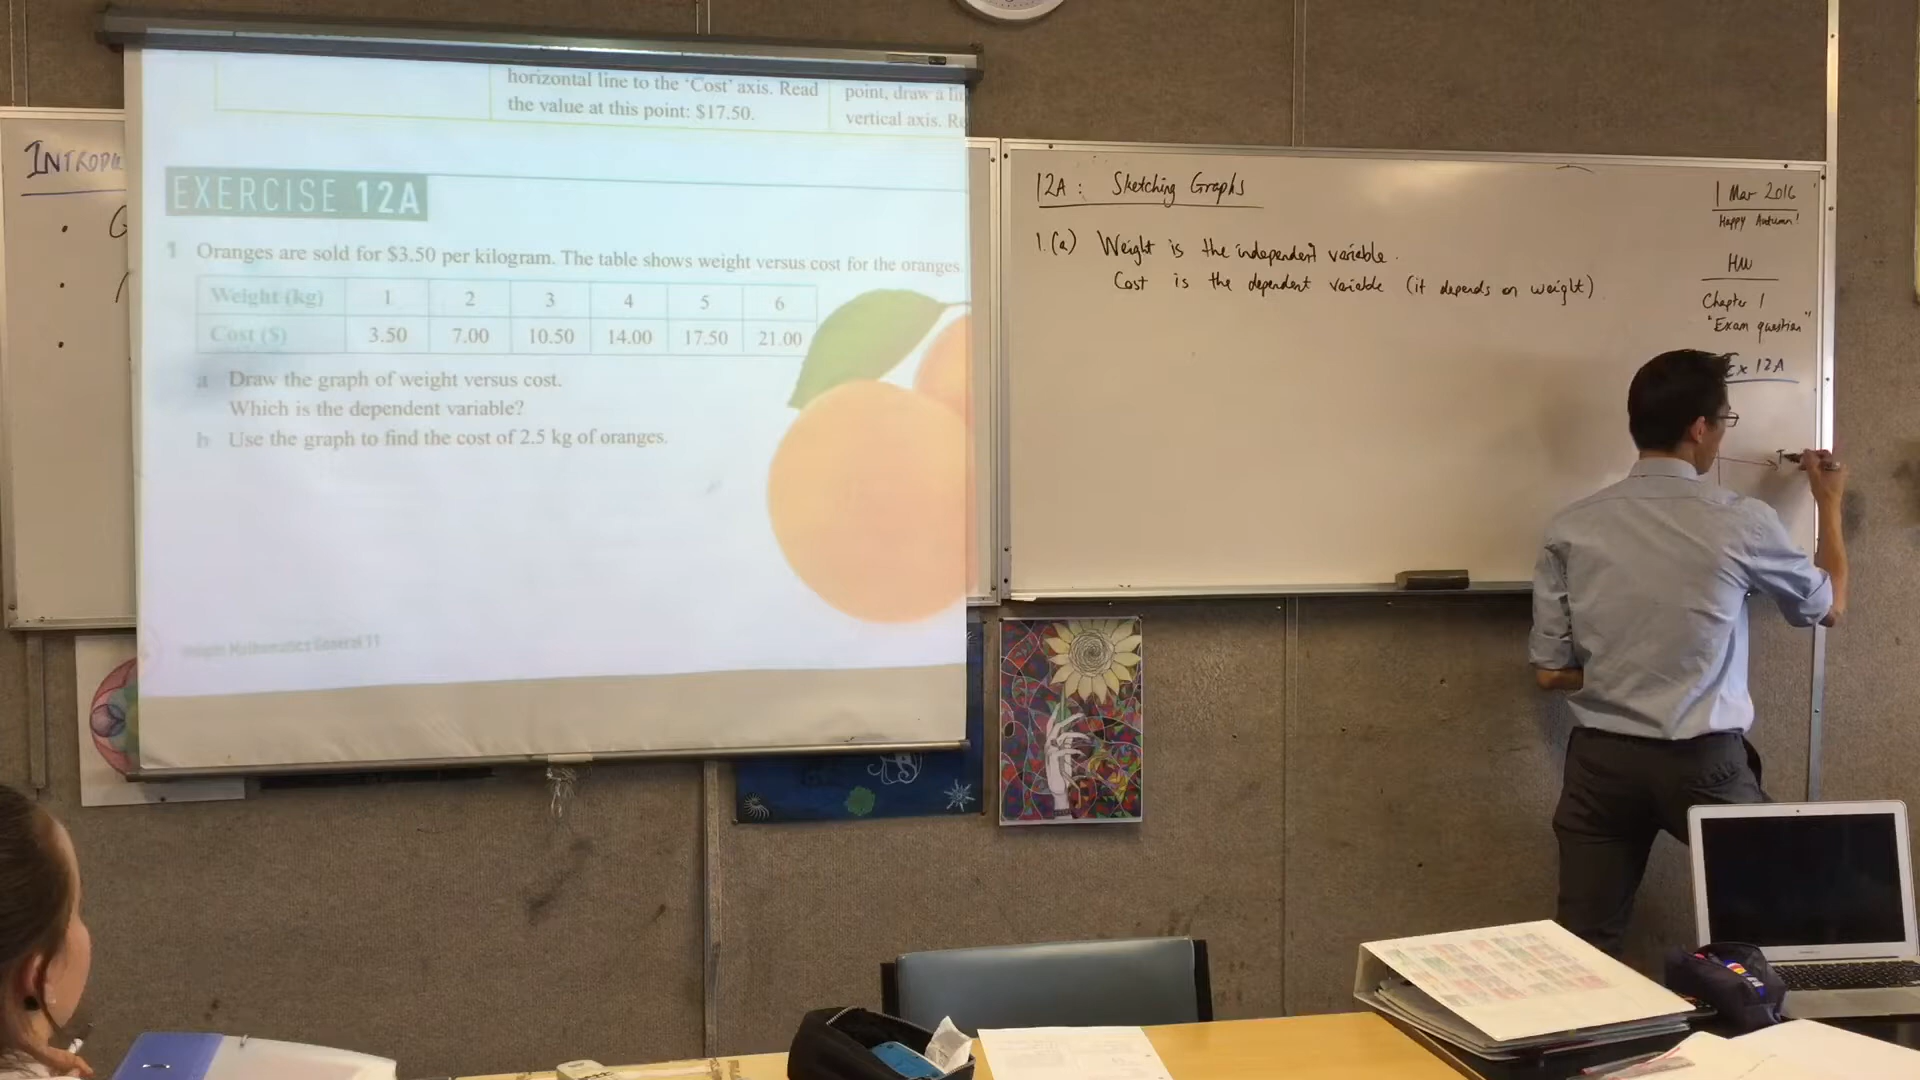 horizontal line to the ‘Cost’ axis. Read
the value at this point: $17.50.
point, draw a
vertical axis.
EXERCISE 12A
1 Oranges are sold for $3.50 per kilogram. The table shows weight versus cost for the oranges.
Weight (kg) 1 2 3 4 5 6
Cost ($) 3.50 7.00 10.50 14.00 17.50 21.00
a Draw the graph of weight versus cost.
Which is the dependent variable?
b Use the graph to find the cost of 2.5 kg of oranges.
Mathematics General 11
12A : Sketching Graphs
1.(a) Weight is the independent variable.
Cost is the dependent variable (it depends on weight)
1 Mar 2016
Happy Autumn!
HW
Chapter 1
"Exam question"
Ex 12A